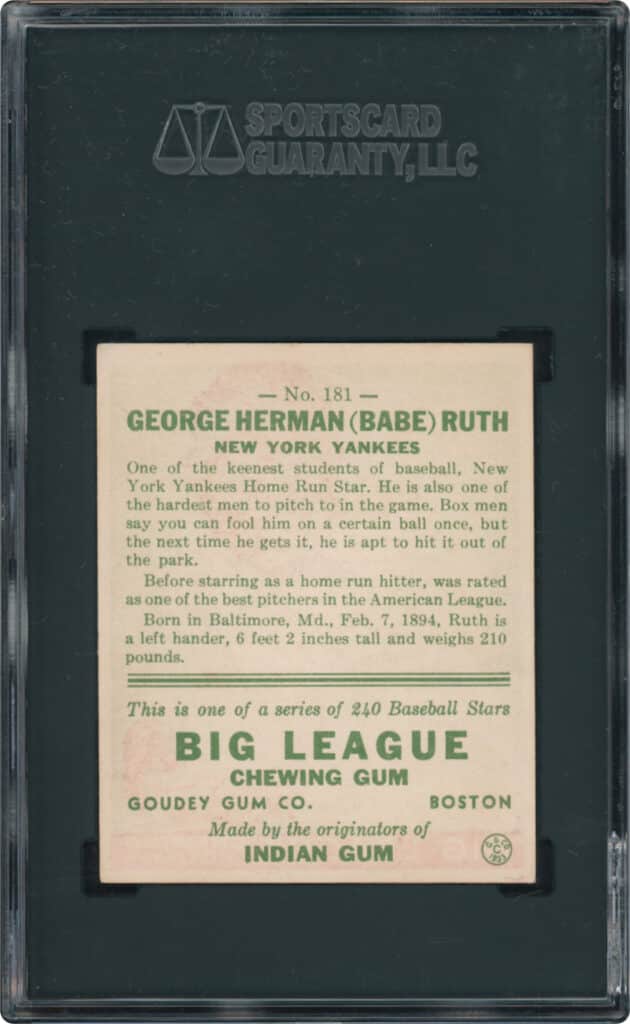 SPORTSCARD
GUARANTY, LLC
— No. 181 —
GEORGE HERMAN (BABE) RUTH
NEW YORK YANKEES
One of the keenest students of baseball, New
York Yankees Home Run Star. He is also one of
the hardest men to pitch to in the game. Box men
say you can fool him on a certain ball once, but
the next time he gets it, he is apt to hit it out of
the park.
Before starring as a home run hitter, was rated
as one of the best pitchers in the American League.
Born in Baltimore, Md., Feb. 7, 1894, Ruth is
a left hander, 6 feet 2 inches tall and weighs 210
pounds.
This is one of a series of 240 Baseball Stars
BIG LEAGUE
CHEWING GUM
GOUDEY GUM CO. BOSTON
Made by the originators of
INDIAN GUM
C
1933